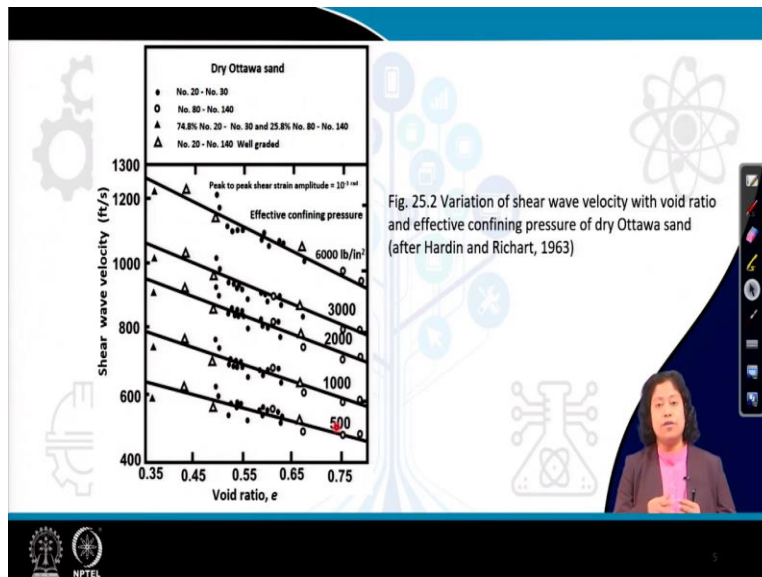 Dry Ottawa sand
No. 20 - No. 30
No. 80 - No. 140
74.8% No. 20 - No. 30 and 25.8% No. 80 - No. 140
No. 20 - No. 140 Well graded
Peak to peak shear strain amplitude = 10⁻³ rad
Effective confining pressure
6000 lb/in²
3000
2000
1000
500
Shear wave velocity (ft/s)
1300
1200
1000
800
600
400
0.35 0.45 0.55 0.65 0.75
Void ratio, e
Fig. 25.2 Variation of shear wave velocity with void ratio
and effective confining pressure of dry Ottawa sand
(after Hardin and Richart, 1963)
NPTEL
5